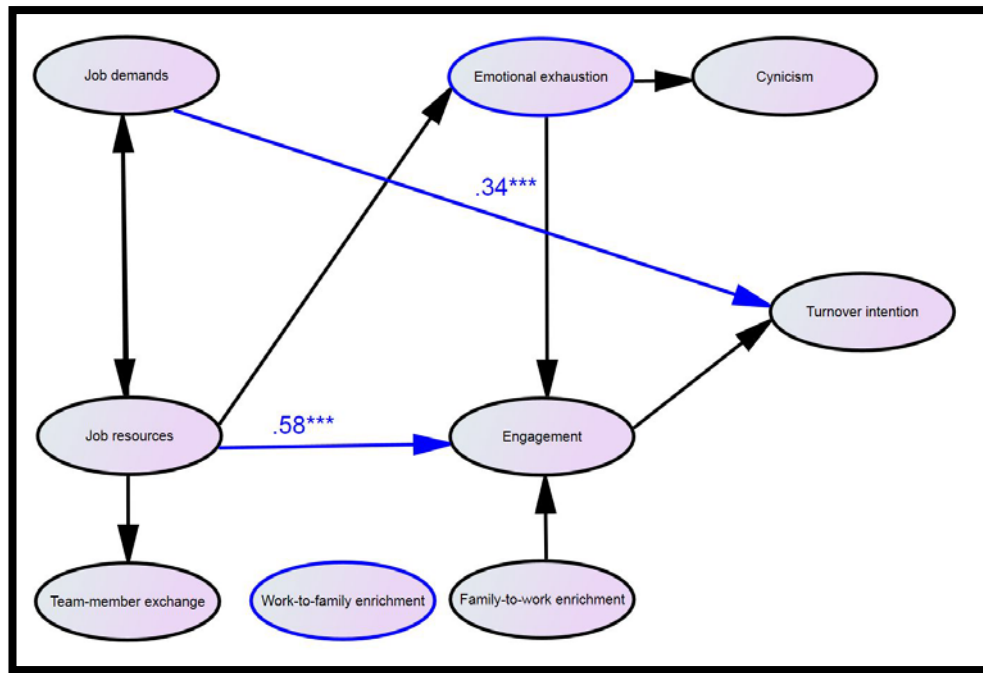 Job demands
Emotional exhaustion
Cynicism
.34***
Turnover intention
.58***
Job resources
Engagement
Team-member exchange
Work-to-family enrichment
Family-to-work enrichment